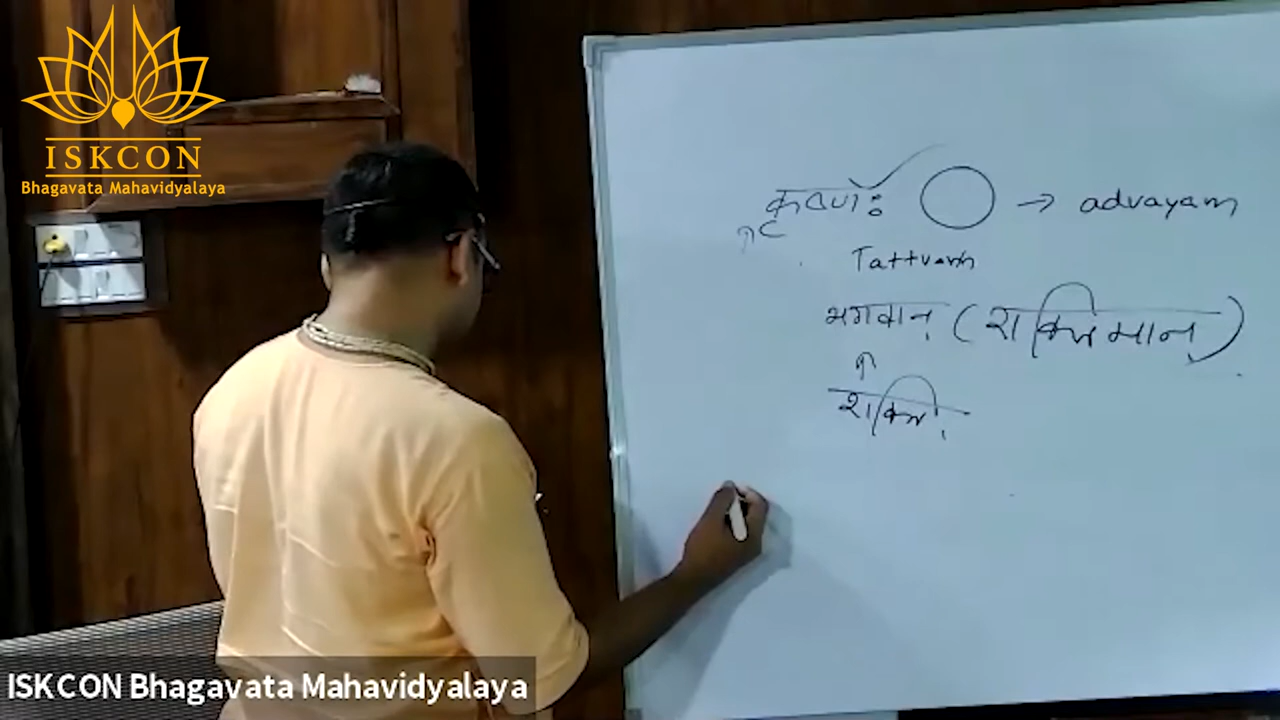 ISKCON
Bhagavata Mahavidyalaya
कृष्णः → advayam
Tattvam
भगवान् (शक्तिमान्)
शक्ति
ISKCON Bhagavata Mahavidyalaya